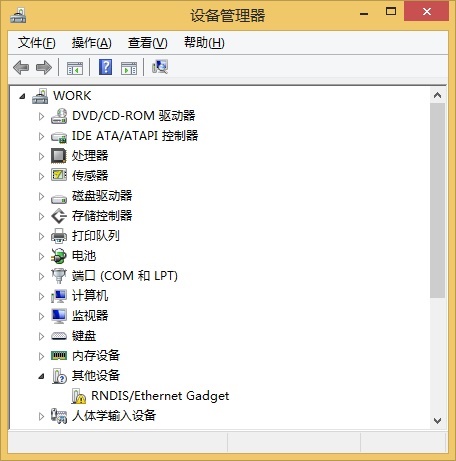 设备管理器
文件(F) 操作(A) 查看(V) 帮助(H)
WORK
DVD/CD-ROM 驱动器
IDE ATA/ATAPI 控制器
处理器
传感器
磁盘驱动器
存储控制器
打印队列
电池
端口 (COM 和 LPT)
计算机
监视器
键盘
内存设备
其他设备
RNDIS/Ethernet Gadget
人体学输入设备